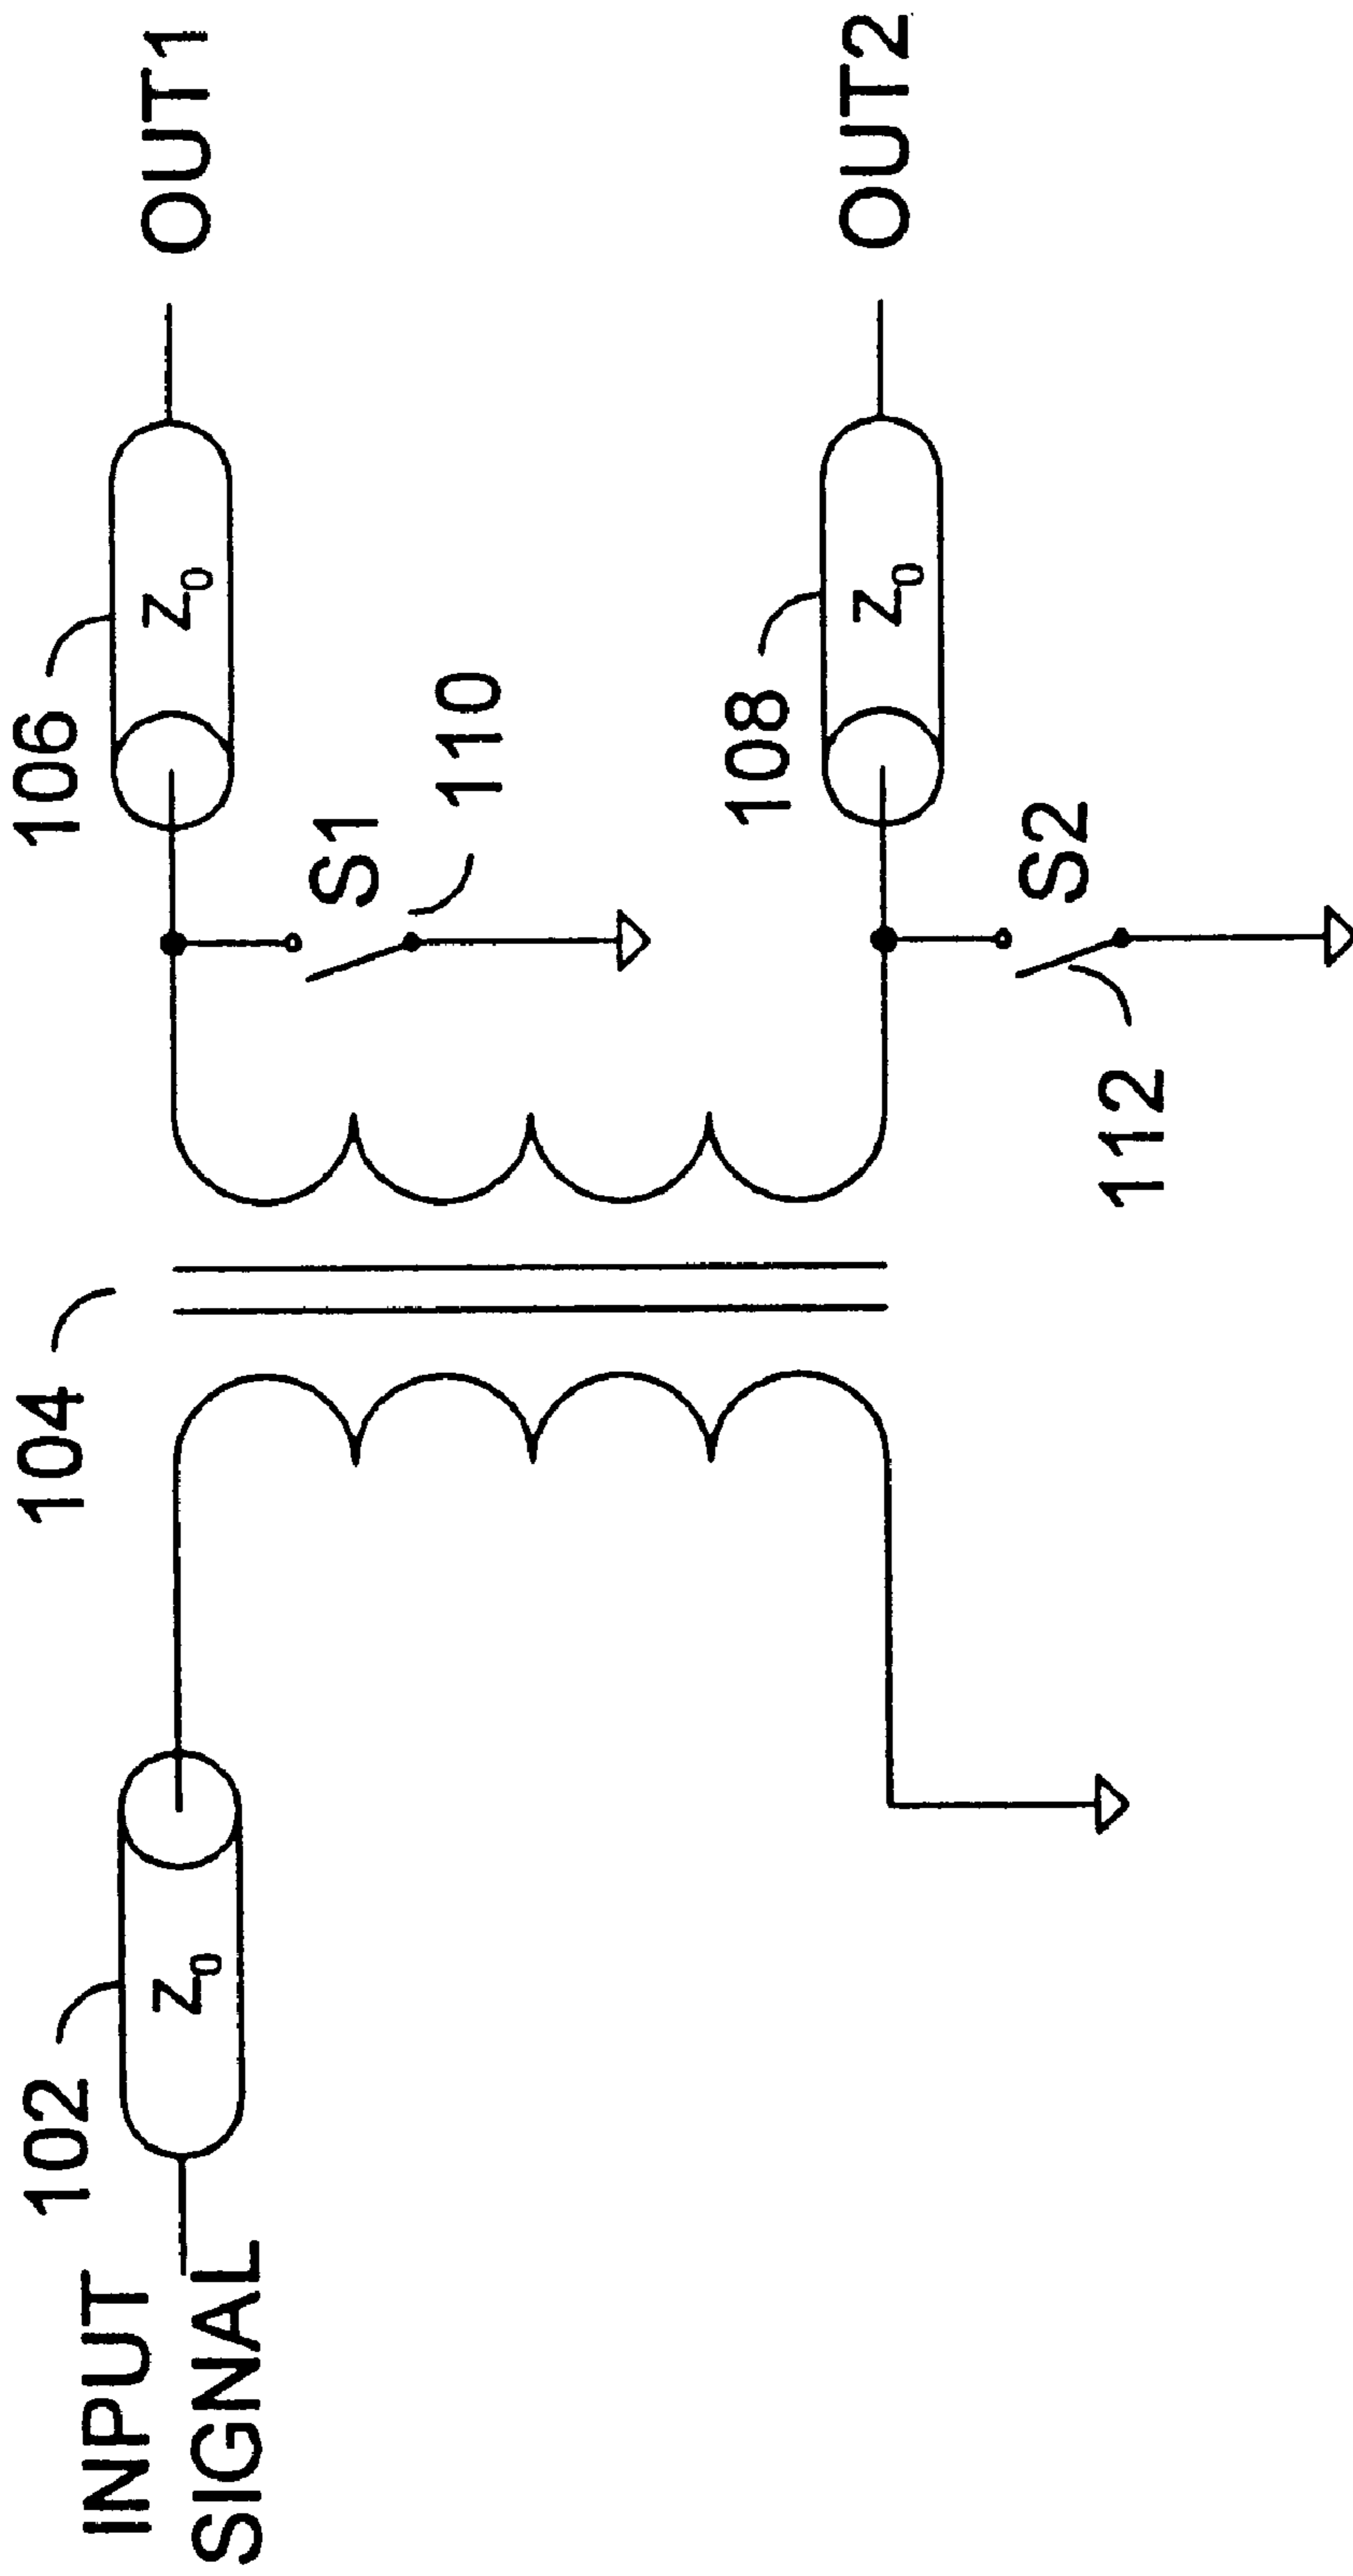 102
INPUT
SIGNAL
Z0
104
106
Z0
OUT1
S1
110
108
Z0
OUT2
S2
112